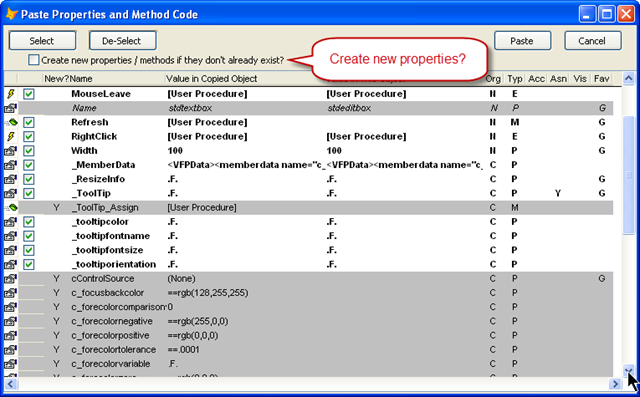 Paste Properties and Method Code
Select De-Select Paste Cancel
Create new properties / methods if they don't already exist?
Create new properties?
New? Name Value in Copied Object Org Typ Acc Asn Vis Fav
MouseLeave [User Procedure] [User Procedure] N E
Name stdtextbox stdeditbox N P G
Refresh [User Procedure] N M G
RightClick [User Procedure] [User Procedure] N E G
Width 100 100 N P G
_MemberData <VFPData><memberdata name="c_ <VFPData><memberdata name="c_ C P
_ResizeInfo .F. .F. C P G
_ToolTip .F. .F. C P Y G
Y _ToolTip_Assign [User Procedure] C M
_tooltipcolor .F. .F. C P
_tooltipfontname .F. .F. C P
_tooltipfontsize .F. .F. C P
_tooltiporientation .F. .F. C P
Y cControlSource (None) C P G
Y c_focusbackcolor ==rgb(128,255,255) C P
Y c_forecolorcomparison 0 C P
Y c_forecolornegative ==rgb(255,0,0) C P
Y c_forecolorpositive ==rgb(0,0,0) C P
Y c_forecolortolerance ==.0001 C P
Y c_forecolorvariable .F. C P